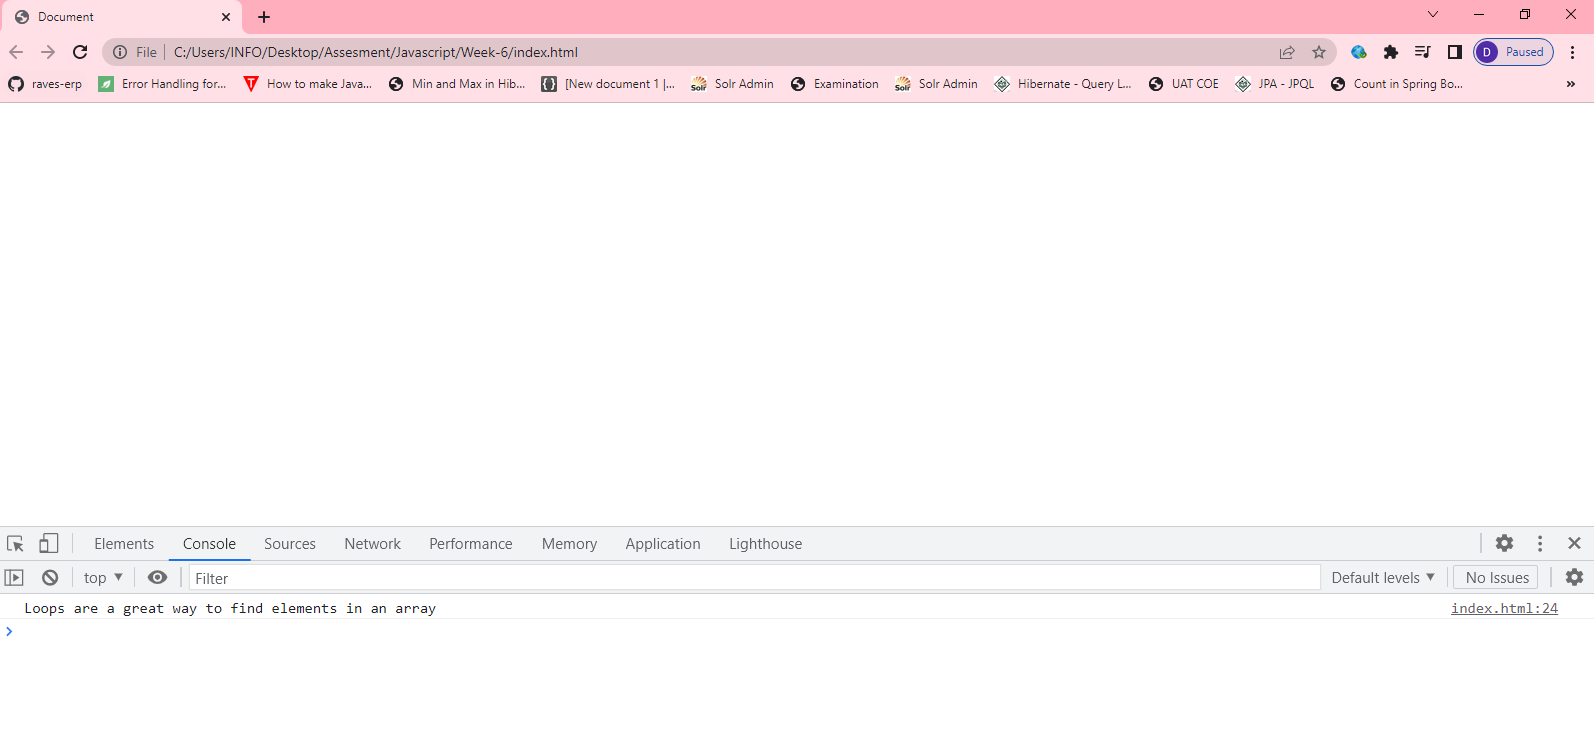 Document
File C:/Users/INFO/Desktop/Assesment/Javascript/Week-6/index.html D Paused
raves-erp Error Handling for... T How to make Java... Min and Max in Hib... {} [New document 1 |... Solr Solr Admin Examination Solr Solr Admin Hibernate - Query L... UAT COE JPA - JPQL Count in Spring Bo... »
Elements Console Sources Network Performance Memory Application Lighthouse
top Filter Default levels No Issues
Loops are a great way to find elements in an array index.html:24